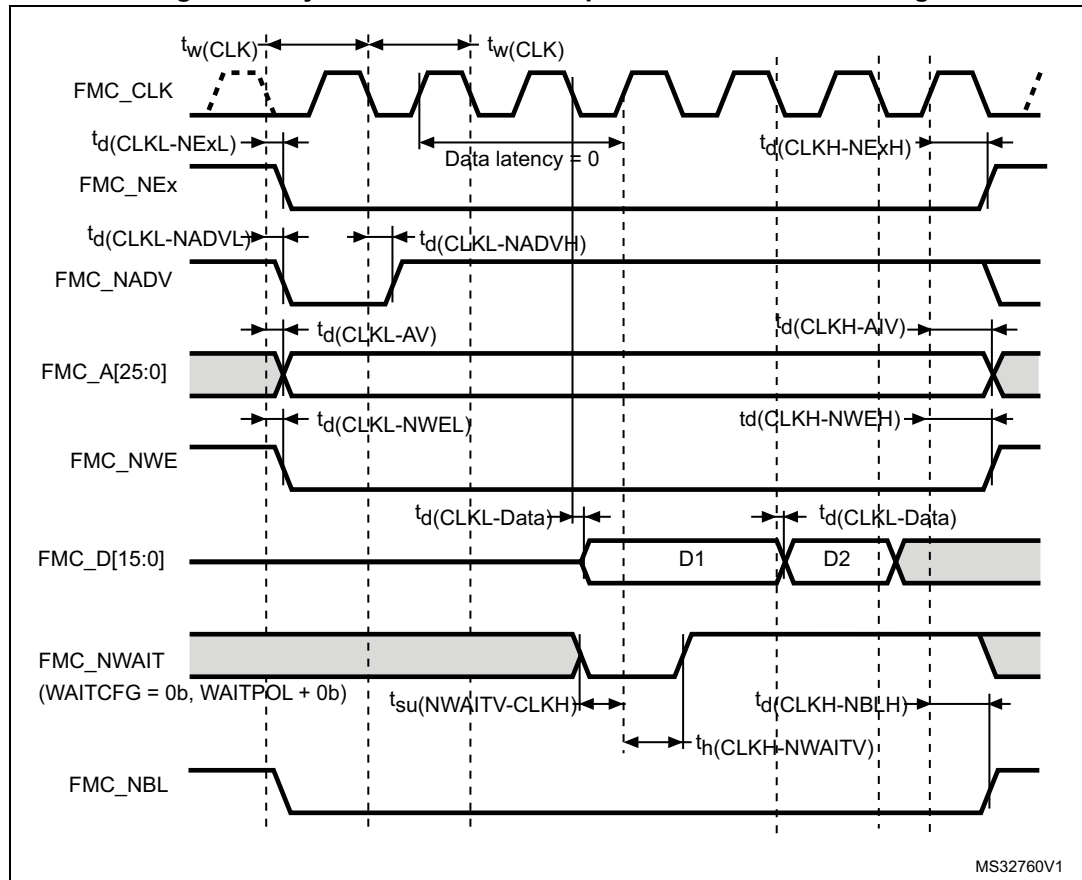 tw(CLK) tw(CLK)
FMC_CLK
td(CLKL-NExL) Data latency = 0 td(CLKH-NExH)
FMC_NEx
td(CLKL-NADVL) td(CLKL-NADVH)
FMC_NADV
td(CLKL-AV) td(CLKH-AIV)
FMC_A[25:0]
td(CLKL-NWEL) td(CLKH-NWEH)
FMC_NWE
td(CLKL-Data) td(CLKL-Data)
FMC_D[15:0] D1 D2
FMC_NWAIT
(WAITCFG = 0b, WAITPOL + 0b)
tsu(NWAITV-CLKH) td(CLKH-NBLH)
th(CLKH-NWAITV)
FMC_NBL
MS32760V1